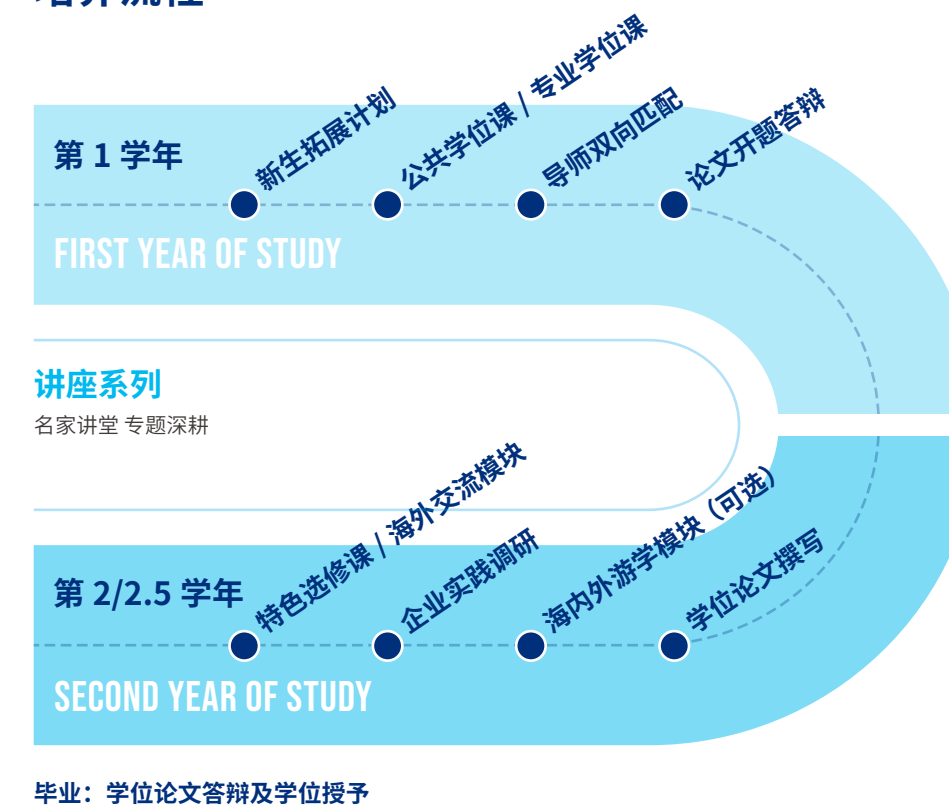 第 1 学年
新生拓展计划
公共学位课 / 专业学位课
导师双向匹配
论文开题答辩
FIRST YEAR OF STUDY
讲座系列
名家讲堂 专题深耕
第 2/2.5 学年
特色选修课 / 海外交流模块
企业实践调研
海内外游学模块（可选）
学位论文撰写
SECOND YEAR OF STUDY
毕业：学位论文答辩及学位授予